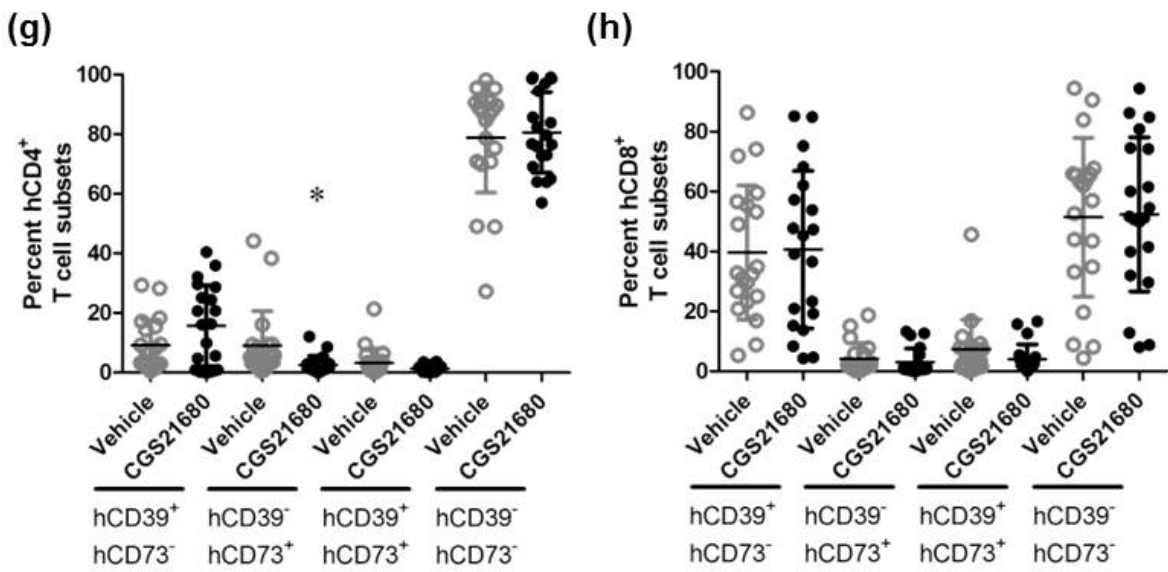 (g)
Percent hCD4⁺
T cell subsets
100
80
60
40
20
0
*
Vehicle
CGS21680
Vehicle
CGS21680
Vehicle
CGS21680
Vehicle
CGS21680
hCD39⁺ hCD39⁻ hCD39⁺ hCD39⁻
hCD73⁻ hCD73⁺ hCD73⁺ hCD73⁻
(h)
Percent hCD8⁺
T cell subsets
100
80
60
40
20
0
Vehicle
CGS21680
Vehicle
CGS21680
Vehicle
CGS21680
Vehicle
CGS21680
hCD39⁺ hCD39⁻ hCD39⁺ hCD39⁻
hCD73⁻ hCD73⁺ hCD73⁺ hCD73⁻